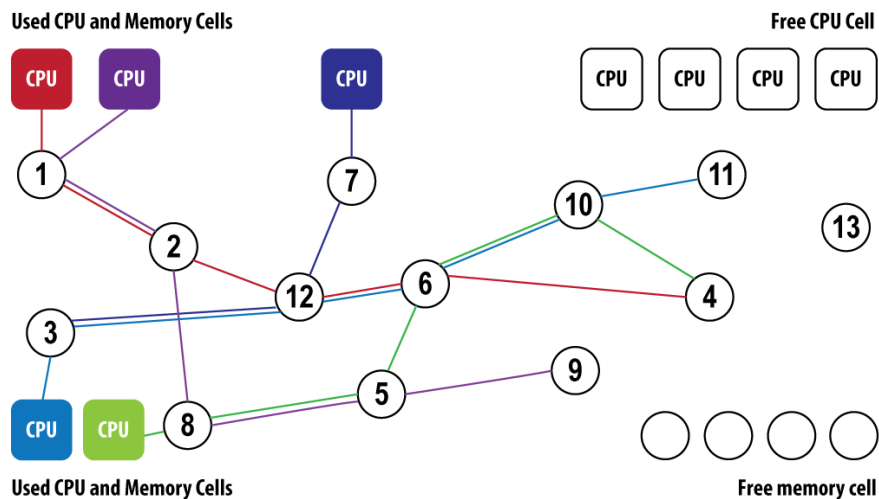 Used CPU and Memory Cells
Free CPU Cell
CPU
CPU
CPU
CPU
CPU
CPU
CPU
1
7
11
10
13
2
6
12
4
3
9
5
8
CPU
CPU
Used CPU and Memory Cells
Free memory cell